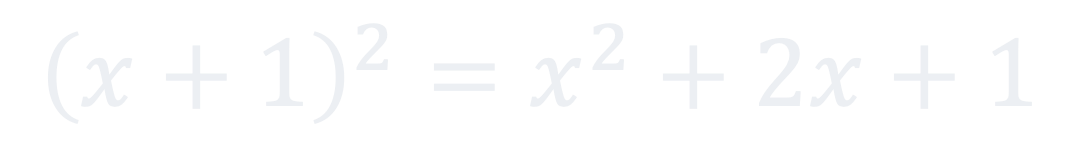 (x + 1)² = x² + 2x + 1